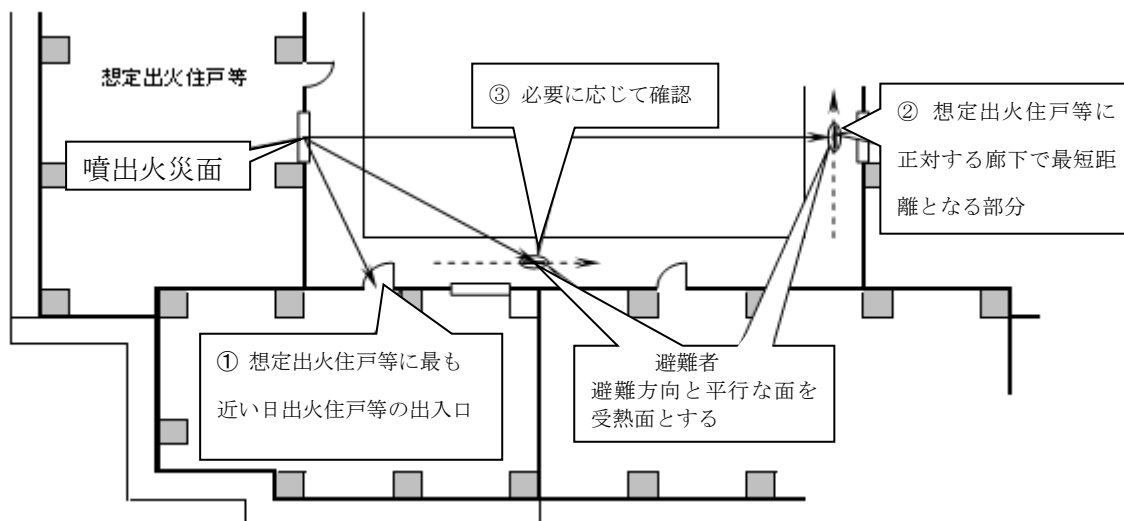 想定出火住戸等
③ 必要に応じて確認
② 想定出火住戸等に
正対する廊下で最短距
離となる部分
噴出火災面
① 想定出火住戸等に最も
近い日出火住戸等の出入口
避難者
避難方向と平行な面を
受熱面とする